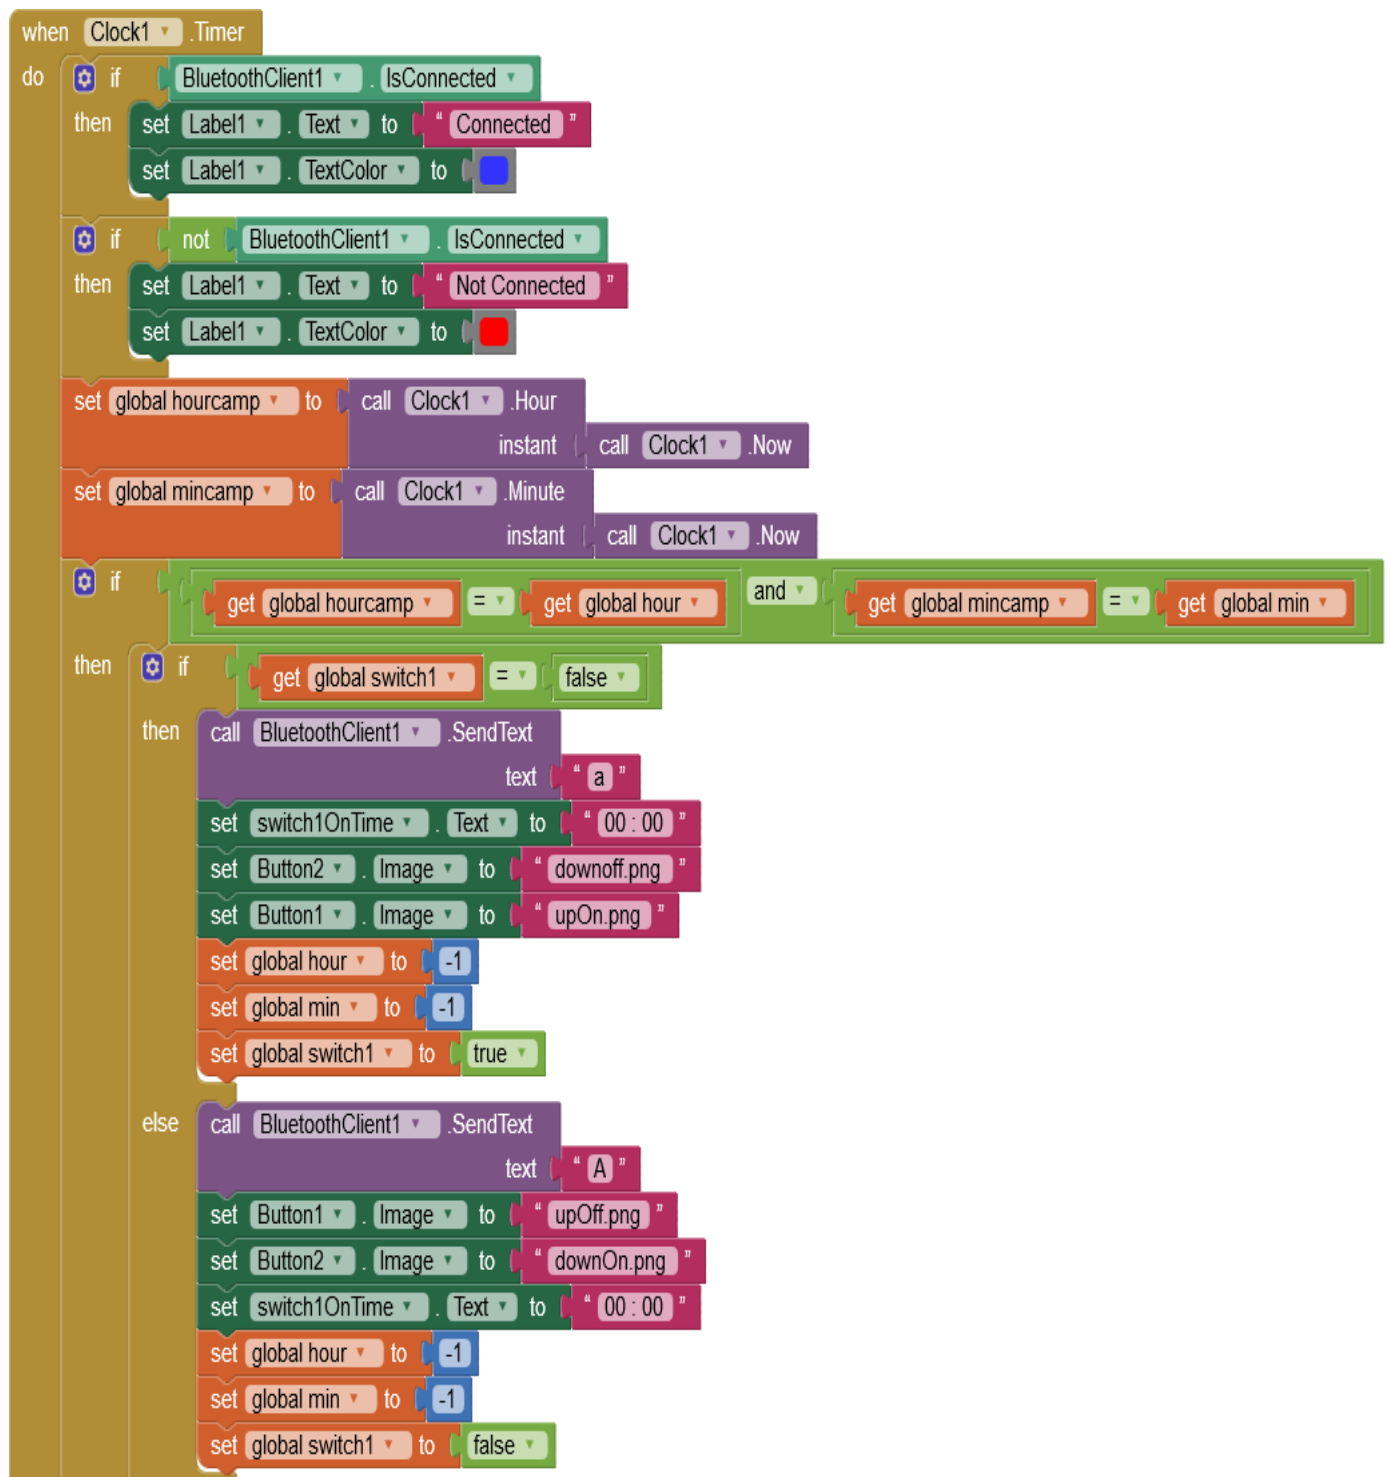 when Clock1 .Timer
do if BluetoothClient1 . IsConnected
then set Label1 . Text to “ Connected ”
set Label1 . TextColor to
if not BluetoothClient1 . IsConnected
then set Label1 . Text to “ Not Connected ”
set Label1 . TextColor to
set global hourcamp to call Clock1 .Hour
instant call Clock1 .Now
set global mincamp to call Clock1 .Minute
instant call Clock1 .Now
if get global hourcamp = get global hour and get global mincamp = get global min
then if get global switch1 = false
then call BluetoothClient1 .SendText
text “ a ”
set switch1OnTime . Text to “ 00 : 00 ”
set Button2 . Image to “ downoff.png ”
set Button1 . Image to “ upOn.png ”
set global hour to -1
set global min to -1
set global switch1 to true
else call BluetoothClient1 .SendText
text “ A ”
set Button1 . Image to “ upOff.png ”
set Button2 . Image to “ downOn.png ”
set switch1OnTime . Text to “ 00 : 00 ”
set global hour to -1
set global min to -1
set global switch1 to false